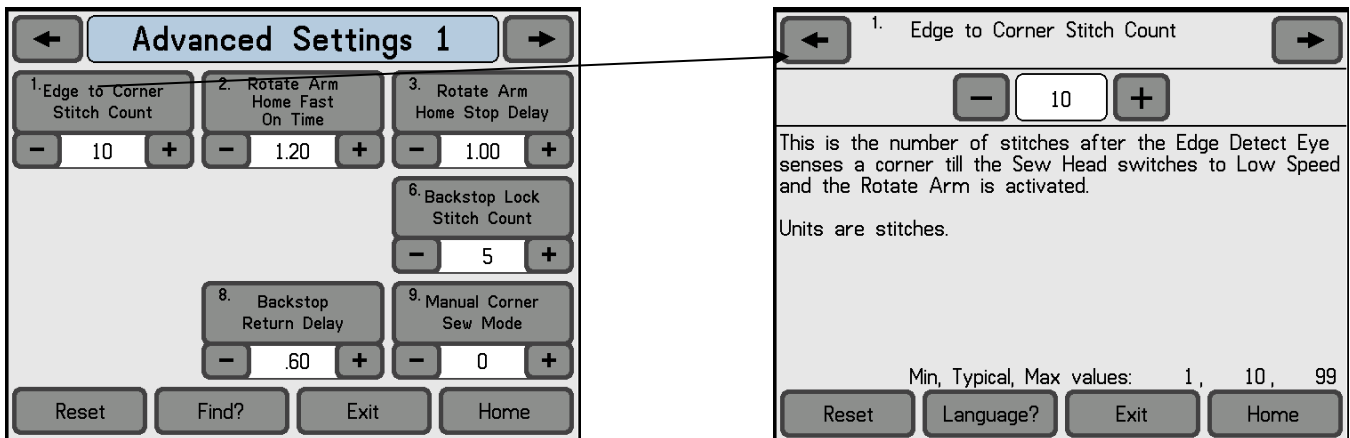 Advanced Settings 1
1. Edge to Corner
Stitch Count
- 10 +
2. Rotate Arm
Home Fast
On Time
- 1.20 +
3. Rotate Arm
Home Stop Delay
- 1.00 +
6. Backstop Lock
Stitch Count
- 5 +
8. Backstop
Return Delay
- .60 +
9. Manual Corner
Sew Mode
- 0 +
Reset Find? Exit Home
1. Edge to Corner Stitch Count
- 10 +
This is the number of stitches after the Edge Detect Eye
senses a corner till the Sew Head switches to Low Speed
and the Rotate Arm is activated.
Units are stitches.
Min, Typical, Max values: 1, 10, 99
Reset Language? Exit Home